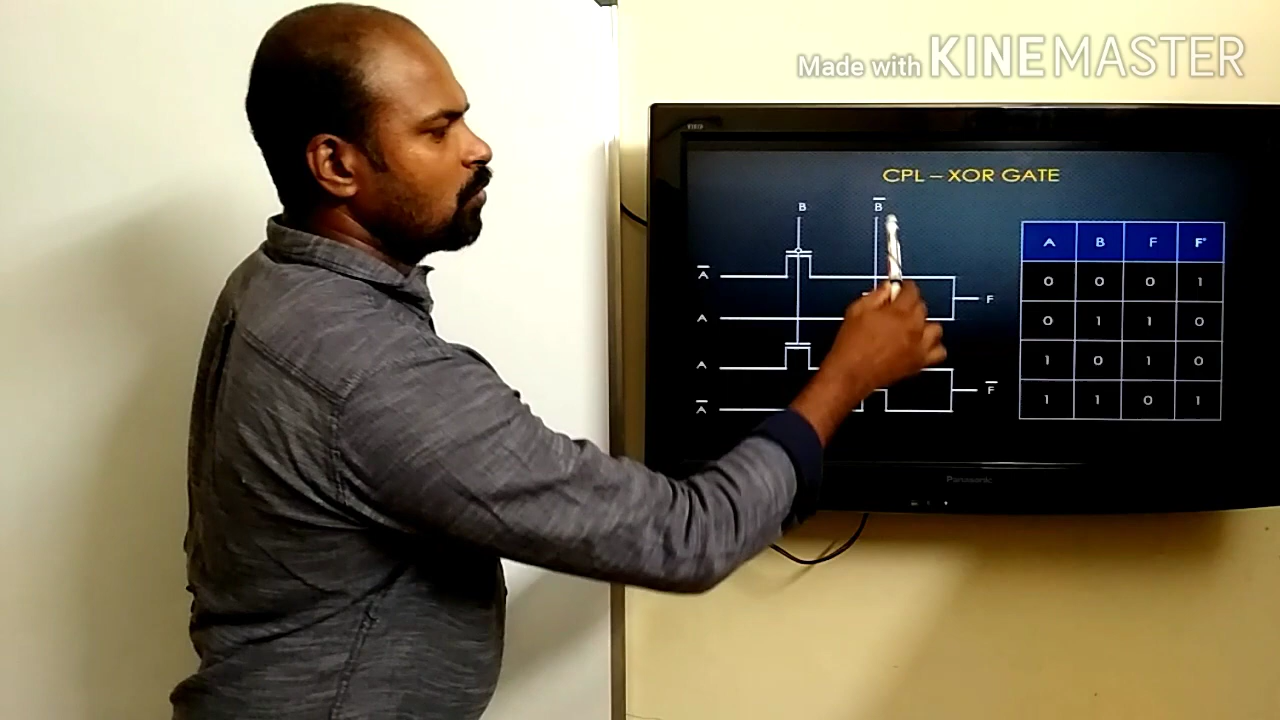 Made with KINEMASTER
CPL – XOR GATE
B
B̅
A̅
A
A
A̅
F
F̅
A B F F'
0 0 0 1
0 1 1 0
1 0 1 0
1 1 0 1
Panasonic